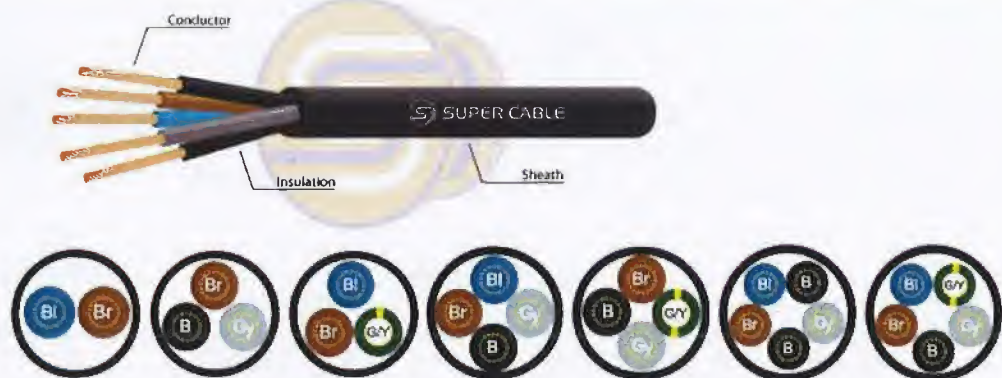 Conductor
SUPER CABLE
Insulation
Sheath
Bl Br
Br B Gy
Bl Br G/Y
Bl Br Gy B
Br B G/Y Gy
Bl B Br Gy B
Bl G/Y Br Gy B